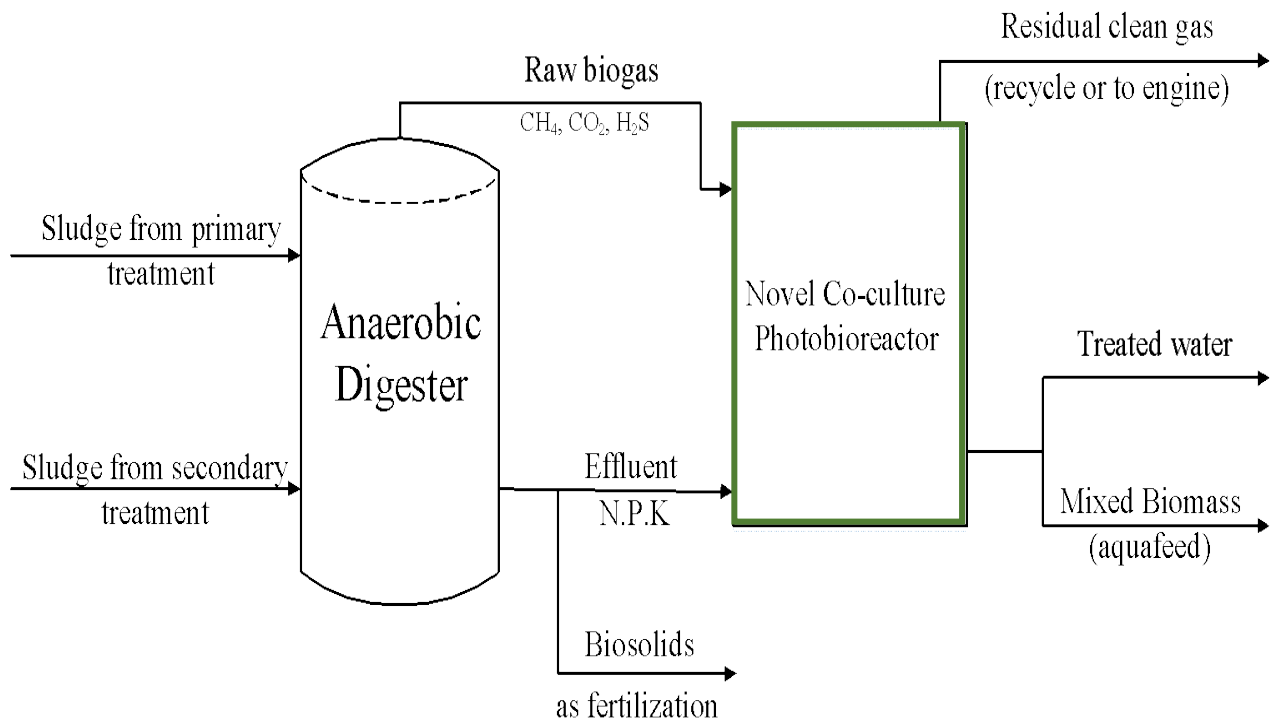 Residual clean gas
(recycle or to engine)
Raw biogas
CH₄, CO₂, H₂S
Sludge from primary
treatment
Anaerobic
Digester
Novel Co-culture
Photobioreactor
Treated water
Sludge from secondary
treatment
Effluent
N.P.K
Mixed Biomass
(aquafeed)
Biosolids
as fertilization